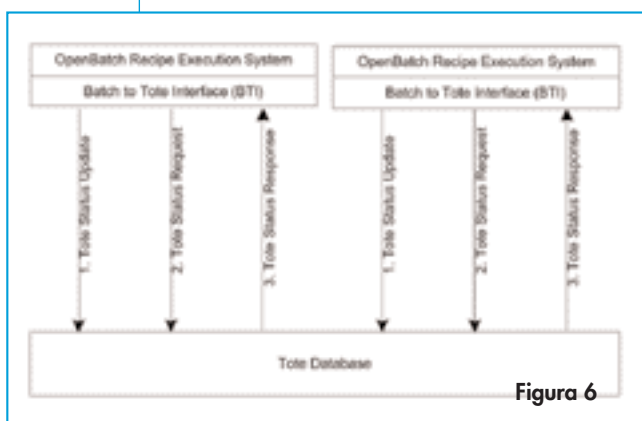 OpenBatch Recipe Execution System
Batch to Tote Interface (BTI)
1. Tote Status Update
2. Tote Status Request
3. Tote Status Response
OpenBatch Recipe Execution System
Batch to Tote Interface (BTI)
1. Tote Status Update
2. Tote Status Request
3. Tote Status Response
Tote Database
Figura 6